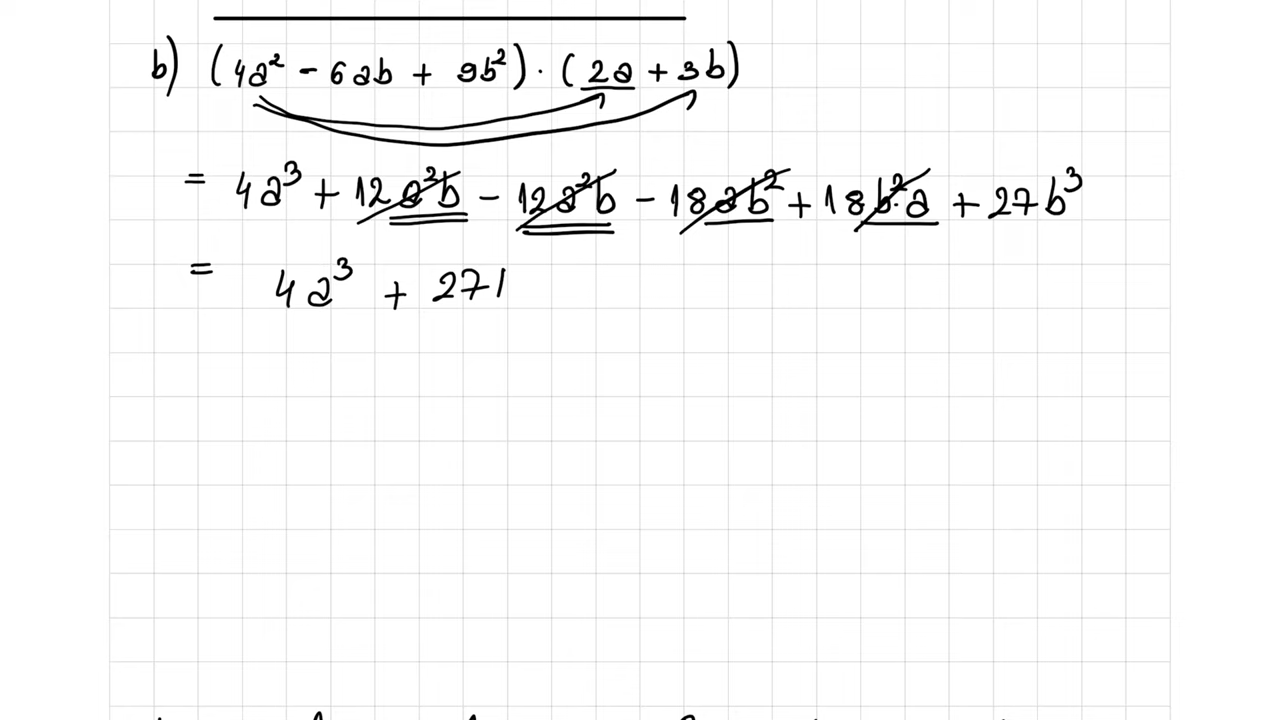 b) (4a² - 6ab + 9b²) · (2a + 3b)
= 4a³ + 12a²b - 12a²b - 18ab² + 18b²a + 27b³
= 4a³ + 27